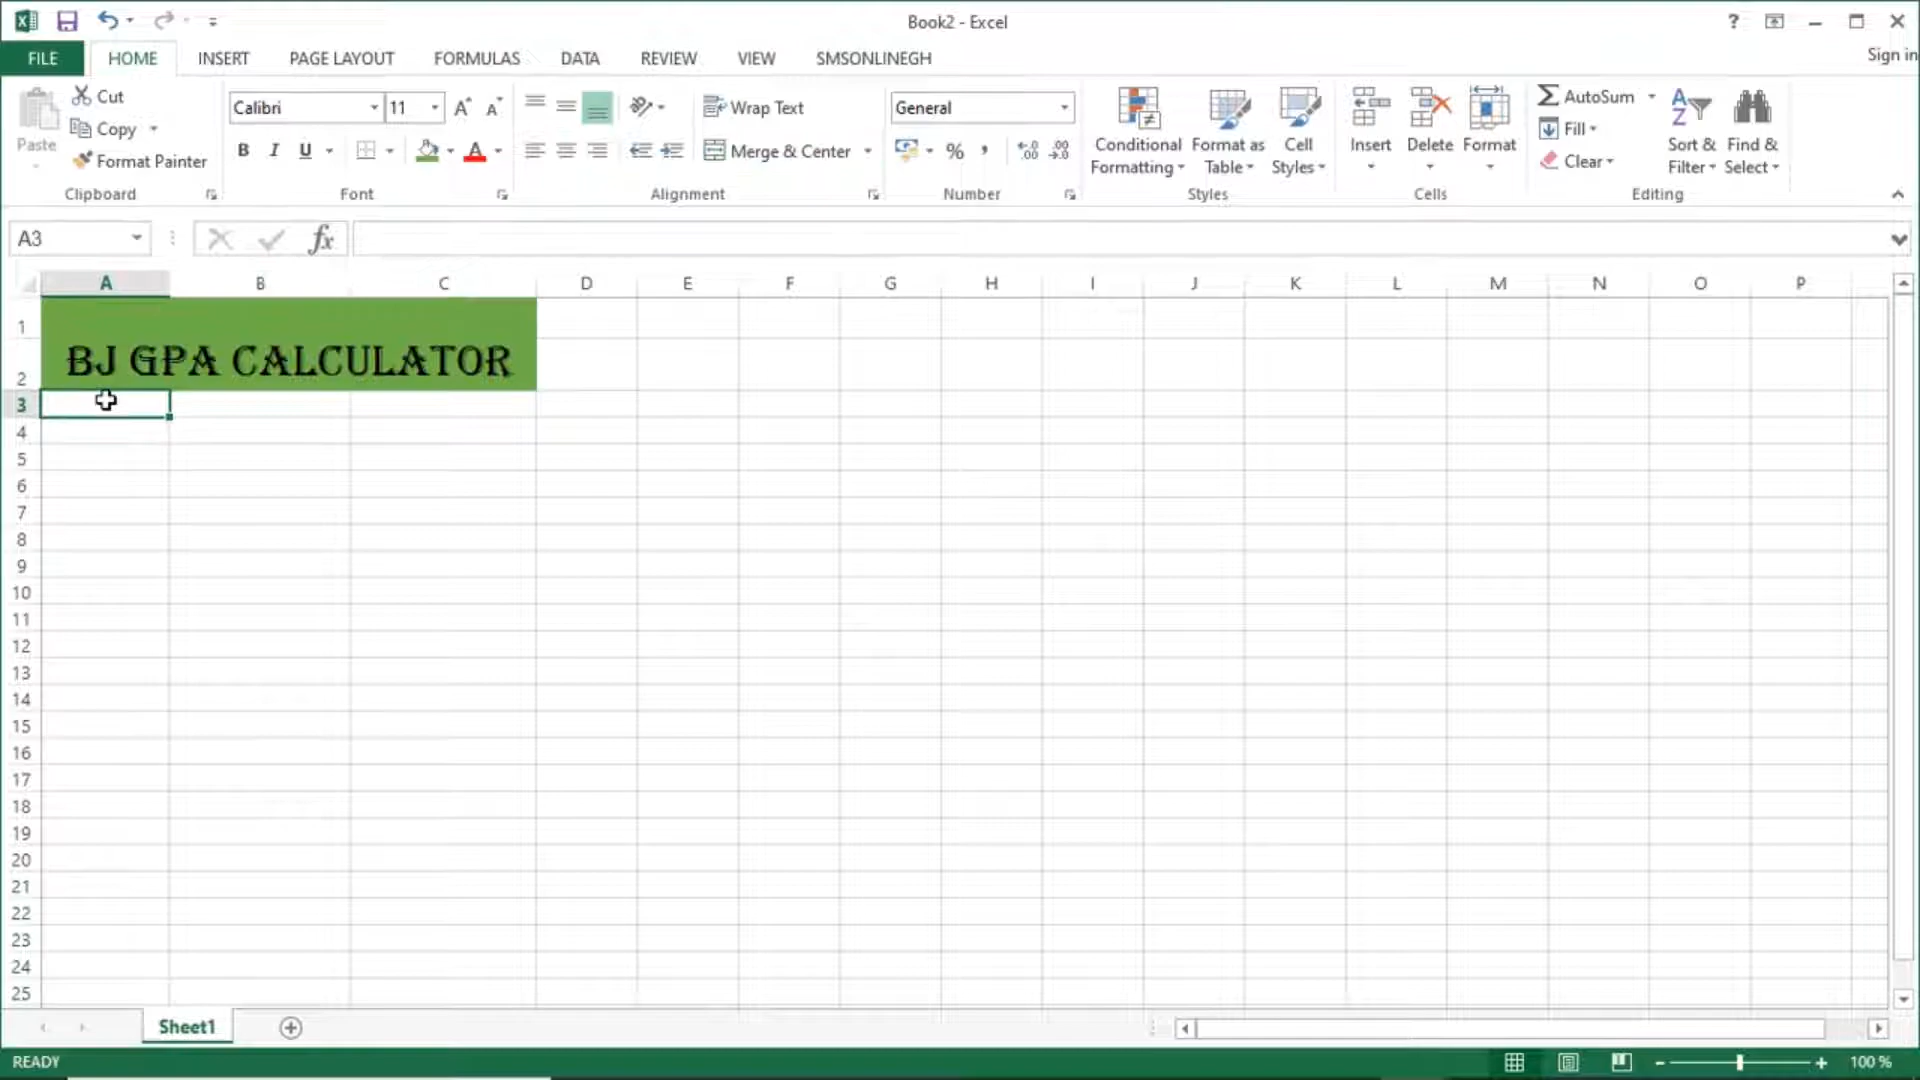 Book2 - Excel
?
Sign in
FILE HOME INSERT PAGE LAYOUT FORMULAS DATA REVIEW VIEW SMSONLINEGH
Paste
Cut
Copy
Format Painter
Clipboard
Calibri 11
B I U A
Font
Wrap Text
Merge & Center
Alignment
General
%
Number
Conditional Formatting
Format as Table
Cell Styles
Styles
Insert Delete Format
Cells
AutoSum
Fill
Clear
Sort & Filter
Find & Select
Editing
A3
fx
A B C D E F G H I J K L M N O P
1
BJ GPA CALCULATOR
2
3
4
5
6
7
8
9
10
11
12
13
14
15
16
17
18
19
20
21
22
23
24
25
Sheet1
READY
100 %